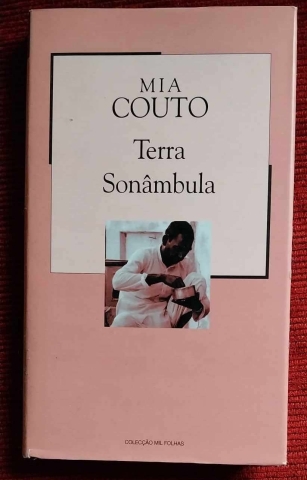 MIA
COUTO
Terra
Sonâmbula
COLECÇÃO MIL FOLHAS